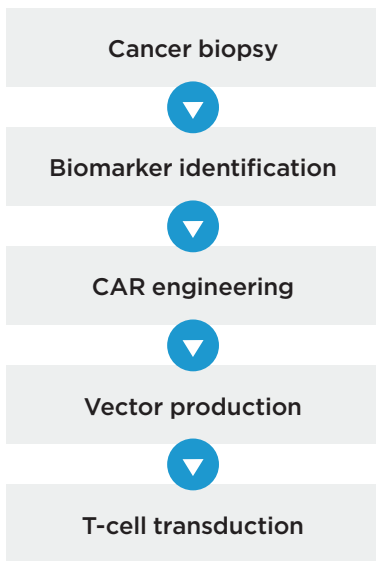 Cancer biopsy
Biomarker identification
CAR engineering
Vector production
T-cell transduction